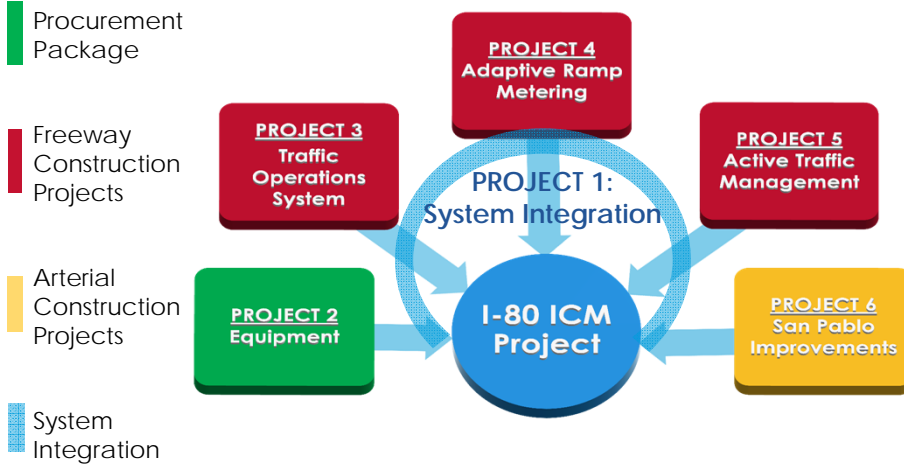 Procurement
Package
Freeway
Construction
Projects
Arterial
Construction
Projects
System
Integration
PROJECT 4
Adaptive Ramp
Metering
PROJECT 3
Traffic
Operations
System
PROJECT 5
Active Traffic
Management
PROJECT 1:
System Integration
PROJECT 2
Equipment
I-80 ICM
Project
PROJECT 6
San Pablo
Improvements